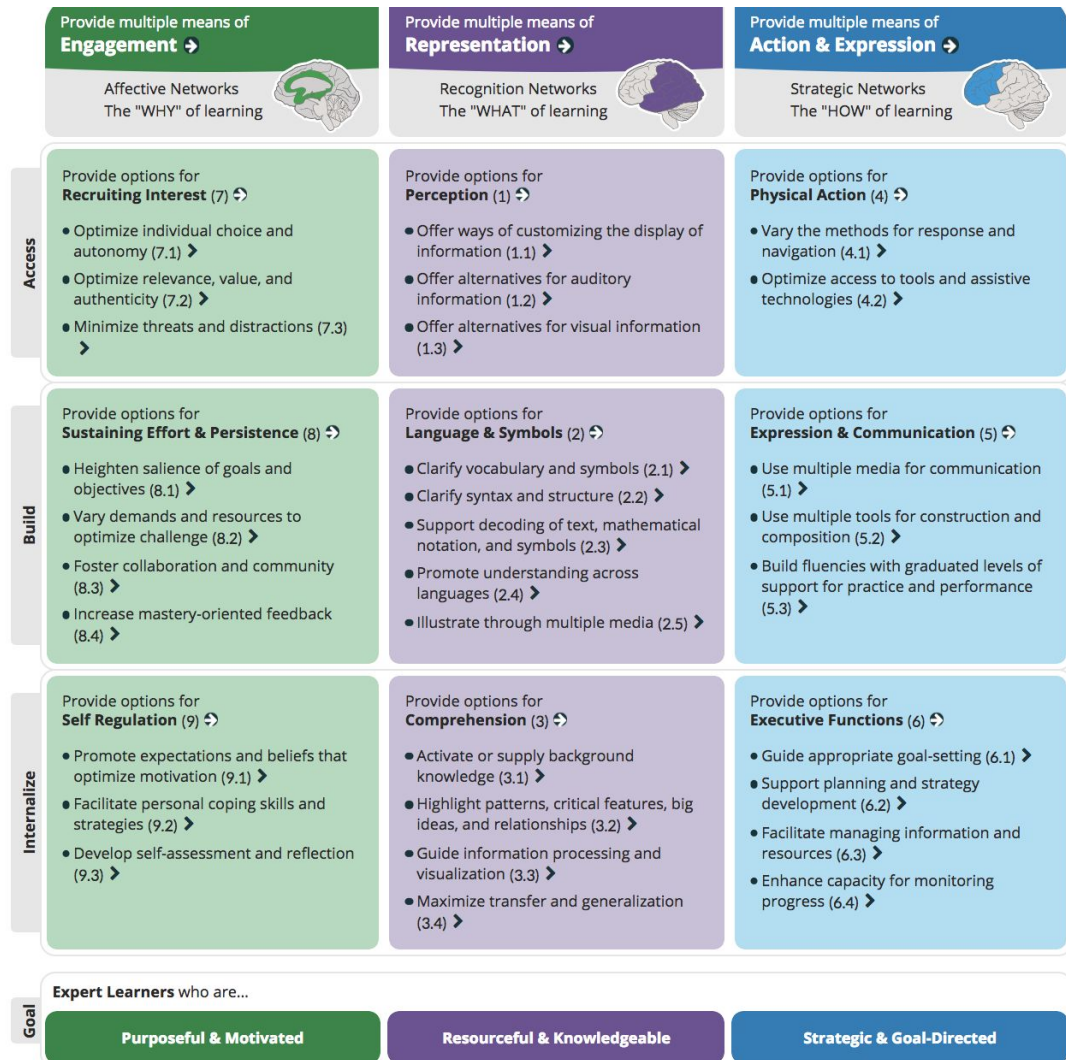 Provide multiple means of
Engagement
Affective Networks
The "WHY" of learning
Provide multiple means of
Representation
Recognition Networks
The "WHAT" of learning
Provide multiple means of
Action & Expression
Strategic Networks
The "HOW" of learning
Access
Provide options for
Recruiting Interest (7)
• Optimize individual choice and
autonomy (7.1)
• Optimize relevance, value, and
authenticity (7.2)
• Minimize threats and distractions (7.3)
Provide options for
Perception (1)
• Offer ways of customizing the display of
information (1.1)
• Offer alternatives for auditory
information (1.2)
• Offer alternatives for visual information
(1.3)
Provide options for
Physical Action (4)
• Vary the methods for response and
navigation (4.1)
• Optimize access to tools and assistive
technologies (4.2)
Build
Provide options for
Sustaining Effort & Persistence (8)
• Heighten salience of goals and
objectives (8.1)
• Vary demands and resources to
optimize challenge (8.2)
• Foster collaboration and community
(8.3)
• Increase mastery-oriented feedback
(8.4)
Provide options for
Language & Symbols (2)
• Clarify vocabulary and symbols (2.1)
• Clarify syntax and structure (2.2)
• Support decoding of text, mathematical
notation, and symbols (2.3)
• Promote understanding across
languages (2.4)
• Illustrate through multiple media (2.5)
Provide options for
Expression & Communication (5)
• Use multiple media for communication
(5.1)
• Use multiple tools for construction and
composition (5.2)
• Build fluencies with graduated levels of
support for practice and performance
(5.3)
Internalize
Provide options for
Self Regulation (9)
• Promote expectations and beliefs that
optimize motivation (9.1)
• Facilitate personal coping skills and
strategies (9.2)
• Develop self-assessment and reflection
(9.3)
Provide options for
Comprehension (3)
• Activate or supply background
knowledge (3.1)
• Highlight patterns, critical features, big
ideas, and relationships (3.2)
• Guide information processing and
visualization (3.3)
• Maximize transfer and generalization
(3.4)
Provide options for
Executive Functions (6)
• Guide appropriate goal-setting (6.1)
• Support planning and strategy
development (6.2)
• Facilitate managing information and
resources (6.3)
• Enhance capacity for monitoring
progress (6.4)
Goal
Expert Learners who are...
Purposeful & Motivated
Resourceful & Knowledgeable
Strategic & Goal-Directed